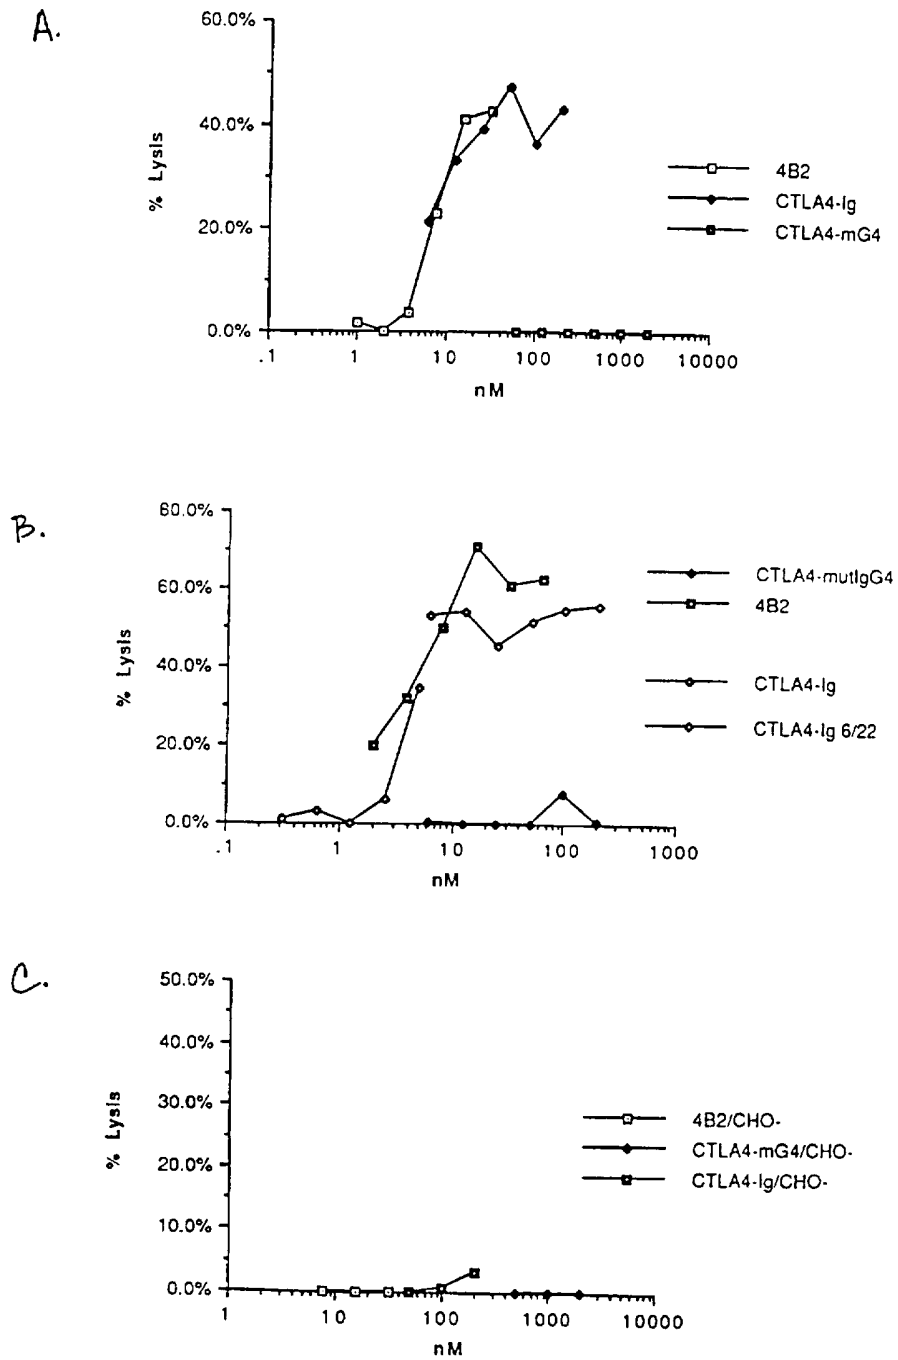 A.
60.0%
40.0%
20.0%
0.0%
% Lysis
.1 1 10 100 1000 10000
nM
4B2
CTLA4-Ig
CTLA4-mG4
B.
80.0%
60.0%
40.0%
20.0%
0.0%
% Lysis
.1 1 10 100 1000
nM
CTLA4-mutIgG4
4B2
CTLA4-Ig
CTLA4-Ig 6/22
C.
50.0%
40.0%
30.0%
20.0%
10.0%
0.0%
% Lysis
1 10 100 1000 10000
nM
4B2/CHO-
CTLA4-mG4/CHO-
CTLA4-Ig/CHO-